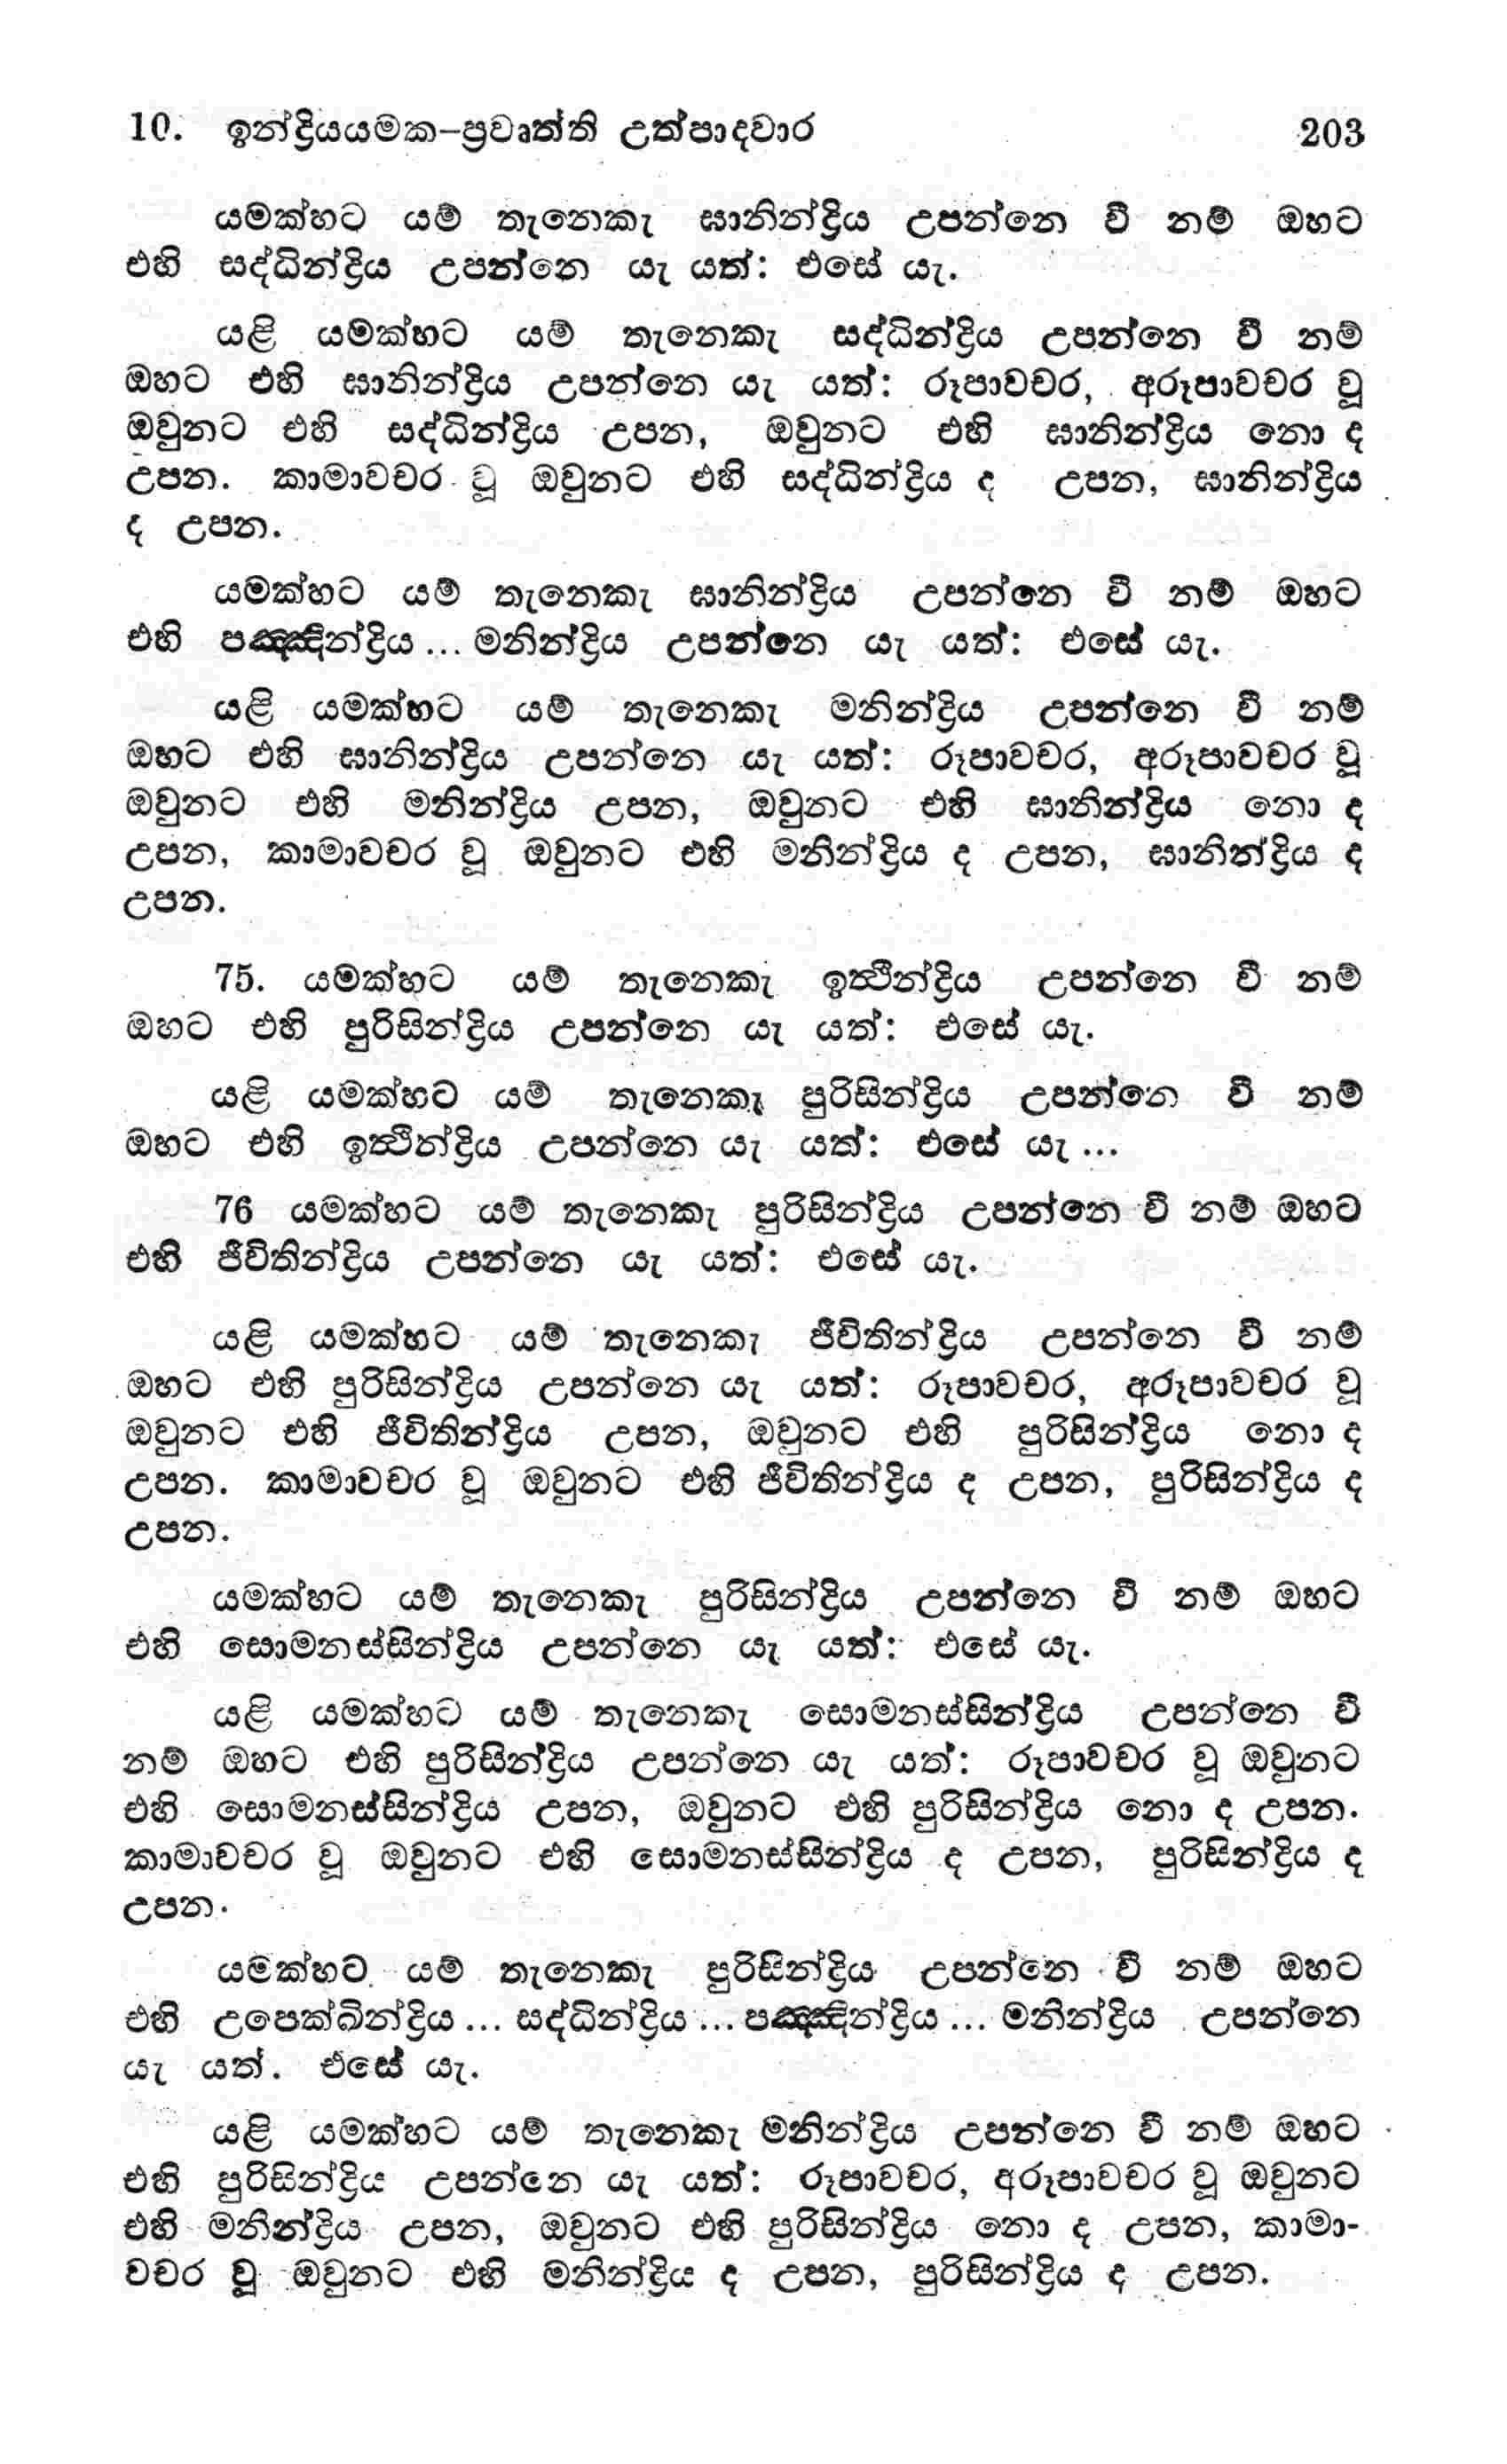 10. ඉන්ද්‍රියයමක–ප්‍රවෘත්ති උත්පාදවාර 203
යමක්හට යම් තැනෙකැ ඝානින්ද්‍රිය උපන්නෙ වී නම් ඔහට
එහි සද්ධින්ද්‍රිය උපන්නෙ යැ යත්: එසේ යැ.
යළි යමක්හට යම් තැනෙකැ සද්ධින්ද්‍රිය උපන්නෙ වී නම්
ඔහට එහි ඝානින්ද්‍රිය උපන්නෙ යැ යත්: රූපාවචර, අරූපාවචර වූ
ඔවුනට එහි සද්ධින්ද්‍රිය උපන, ඔවුනට එහි ඝානින්ද්‍රිය නො ද
උපන. කාමාවචර වූ ඔවුනට එහි සද්ධින්ද්‍රිය ද උපන, ඝානින්ද්‍රිය
ද උපන.
යමක්හට යම් තැනෙකැ ඝානින්ද්‍රිය උපන්නෙ වී නම් ඔහට
එහි පඤ්ඤින්ද්‍රිය ... මනින්ද්‍රිය උපන්නෙ යැ යත්: එසේ යැ.
යළි යමක්හට යම් තැනෙකැ මනින්ද්‍රිය උපන්නෙ වී නම්
ඔහට එහි ඝානින්ද්‍රිය උපන්නෙ යැ යත්: රූපාවචර, අරූපාවචර වූ
ඔවුනට එහි මනින්ද්‍රිය උපන, ඔවුනට එහි ඝානින්ද්‍රිය නො ද
උපන, කාමාවචර වූ ඔවුනට එහි මනින්ද්‍රිය ද උපන, ඝානින්ද්‍රිය ද
උපන.
75. යමක්හට යම් තැනෙකැ ඉත්‍ථින්ද්‍රිය උපන්නෙ වී නම්
ඔහට එහි පුරිසින්ද්‍රිය උපන්නෙ යැ යත්: එසේ යැ.
යළි යමක්හට යම් තැනෙකැ පුරිසින්ද්‍රිය උපන්නෙ වී නම්
ඔහට එහි ඉත්‍ථින්ද්‍රිය උපන්නෙ යැ යත්: එසේ යැ ...
76 යමක්හට යම් තැනෙකැ පුරිසින්ද්‍රිය උපන්නෙ වී නම් ඔහට
එහි ජීවිතින්ද්‍රිය උපන්නෙ යැ යත්: එසේ යැ.
යළි යමක්හට යම් තැනෙකැ ජීවිතින්ද්‍රිය උපන්නෙ වී නම්
ඔහට එහි පුරිසින්ද්‍රිය උපන්නෙ යැ යත්: රූපාවචර, අරූපාවචර වූ
ඔවුනට එහි ජීවිතින්ද්‍රිය උපන, ඔවුනට එහි පුරිසින්ද්‍රිය නො ද
උපන. කාමාවචර වූ ඔවුනට එහි ජීවිතින්ද්‍රිය ද උපන, පුරිසින්ද්‍රිය ද
උපන.
යමක්හට යම් තැනෙකැ පුරිසින්ද්‍රිය උපන්නෙ වී නම් ඔහට
එහි සොමනස්සින්ද්‍රිය උපන්නෙ යැ යත්: එසේ යැ.
යළි යමක්හට යම් තැනෙකැ සොමනස්සින්ද්‍රිය උපන්නෙ වී
නම් ඔහට එහි පුරිසින්ද්‍රිය උපන්නෙ යැ යත්: රූපාවචර වූ ඔවුනට
එහි සොමනස්සින්ද්‍රිය උපන, ඔවුනට එහි පුරිසින්ද්‍රිය නො ද උපන.
කාමාවචර වූ ඔවුනට එහි සොමනස්සින්ද්‍රිය ද උපන, පුරිසින්ද්‍රිය ද
උපන.
යමක්හට යම් තැනෙකැ පුරිසින්ද්‍රිය උපන්නෙ වී නම් ඔහට
එහි උපෙක්ඛින්ද්‍රිය ... සද්ධින්ද්‍රිය ... පඤ්ඤින්ද්‍රිය ... මනින්ද්‍රිය උපන්නෙ
යැ යත්. එසේ යැ.
යළි යමක්හට යම් තැනෙකැ මනින්ද්‍රිය උපන්නෙ වී නම් ඔහට
එහි පුරිසින්ද්‍රිය උපන්නෙ යැ යත්: රූපාවචර, අරූපාවචර වූ ඔවුනට
එහි මනින්ද්‍රිය උපන, ඔවුනට එහි පුරිසින්ද්‍රිය නො ද උපන, කාමා-
වචර වූ ඔවුනට එහි මනින්ද්‍රිය ද උපන, පුරිසින්ද්‍රිය ද උපන.